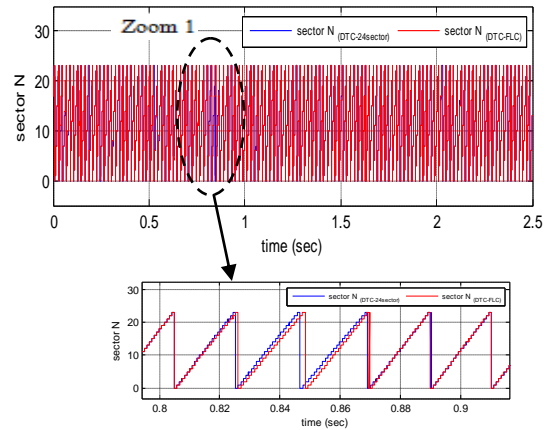 Zoom 1
sector N (DTC-24sector) sector N (DTC-FLC)
sector N
30
20
10
0
0 0.5 1 1.5 2 2.5
time (sec)
sector N (DTC-24sector) sector N (DTC-FLC)
sector N
30
20
10
0
0.8 0.82 0.84 0.86 0.88 0.9
time (sec)